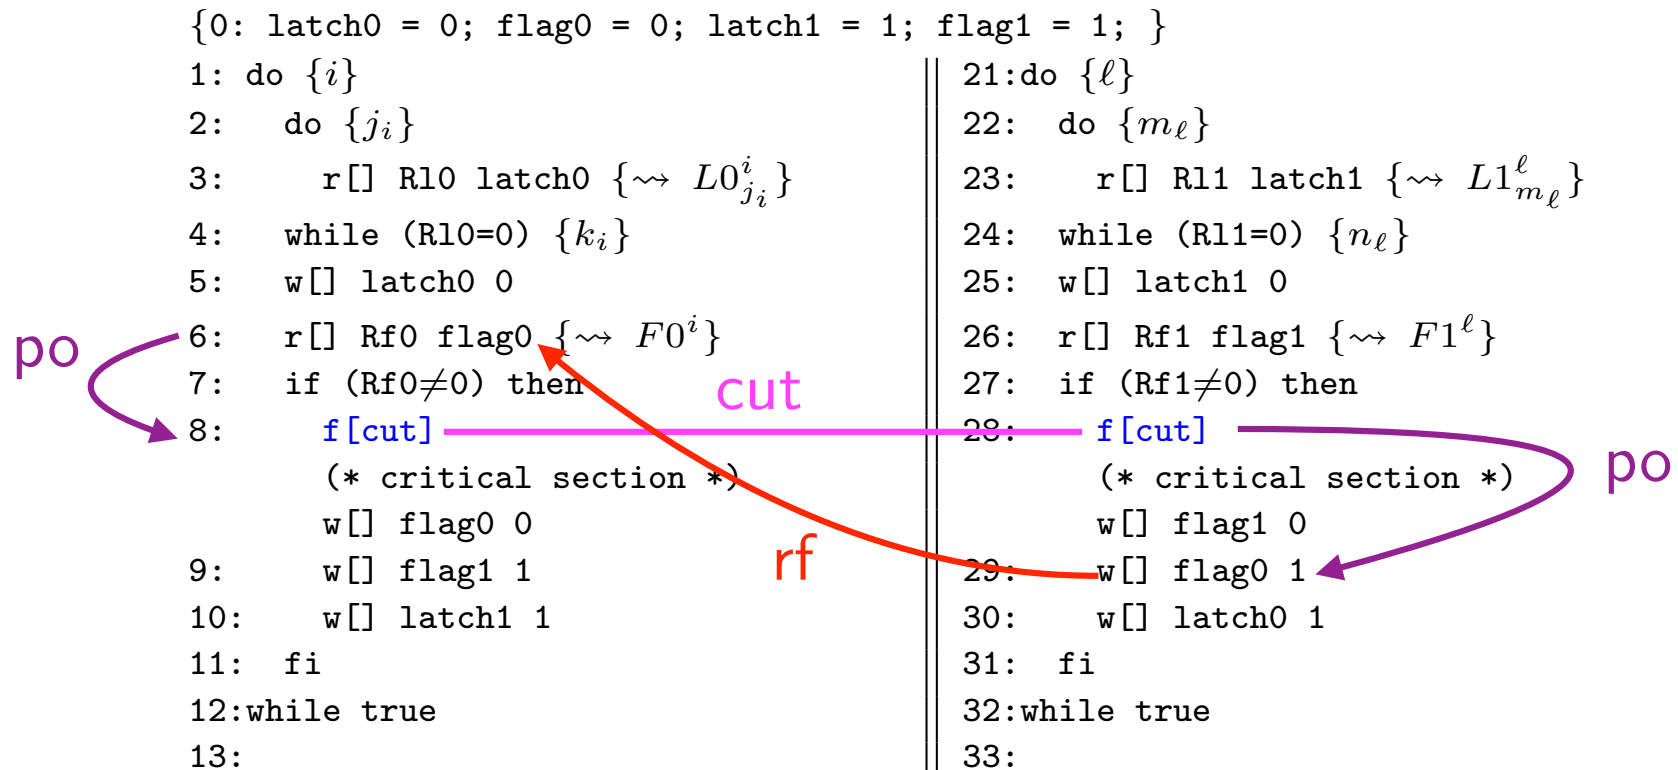 {0: latch0 = 0; flag0 = 0; latch1 = 1; flag1 = 1; }
1: do {i} 21:do {ℓ}
2: do {j_i} 22: do {m_ℓ}
3: r[] Rl0 latch0 {⇝ L0^i_{j_i}} 23: r[] Rl1 latch1 {⇝ L1^ℓ_{m_ℓ}}
4: while (Rl0=0) {k_i} 24: while (Rl1=0) {n_ℓ}
5: w[] latch0 0 25: w[] latch1 0
po 6: r[] Rf0 flag0 {⇝ F0^i} 26: r[] Rf1 flag1 {⇝ F1^ℓ}
7: if (Rf0≠0) then cut 27: if (Rf1≠0) then
8: f[cut] 28: f[cut]
(* critical section *) (* critical section *) po
w[] flag0 0 w[] flag1 0
9: w[] flag1 1 rf 29: w[] flag0 1
10: w[] latch1 1 30: w[] latch0 1
11: fi 31: fi
12:while true 32:while true
13: 33: